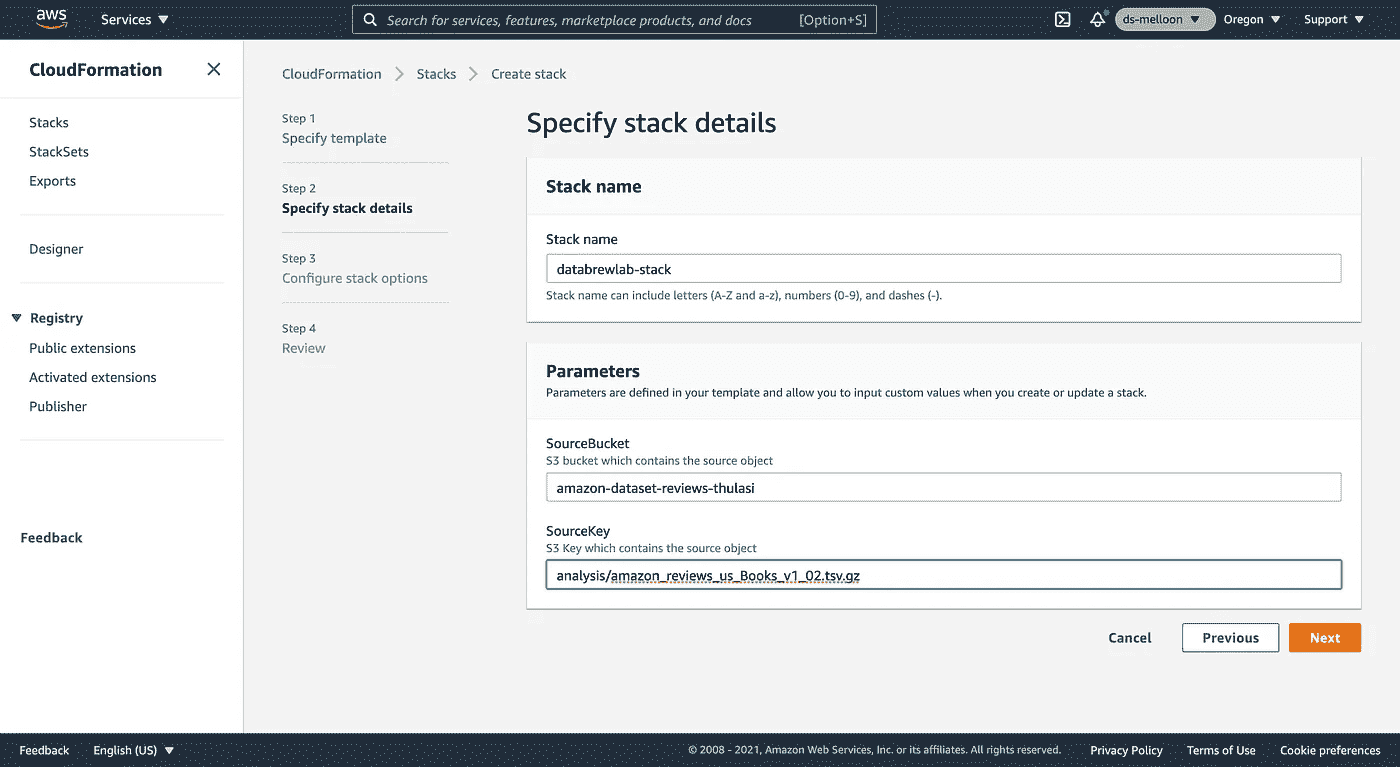 aws Services Search for services, features, marketplace products, and docs [Option+S] ds-melloon Oregon Support
CloudFormation
Stacks
StackSets
Exports
Designer
Registry
Public extensions
Activated extensions
Publisher
Feedback
CloudFormation Stacks Create stack
Step 1
Specify template
Step 2
Specify stack details
Step 3
Configure stack options
Step 4
Review
Specify stack details
Stack name
Stack name
databrewlab-stack
Stack name can include letters (A-Z and a-z), numbers (0-9), and dashes (-).
Parameters
Parameters are defined in your template and allow you to input custom values when you create or update a stack.
SourceBucket
S3 bucket which contains the source object
amazon-dataset-reviews-thulasi
SourceKey
S3 Key which contains the source object
analysis/amazon_reviews_us_Books_v1_02.tsv.gz
Cancel Previous Next
Feedback English (US) © 2008 - 2021, Amazon Web Services, Inc. or its affiliates. All rights reserved. Privacy Policy Terms of Use Cookie preferences